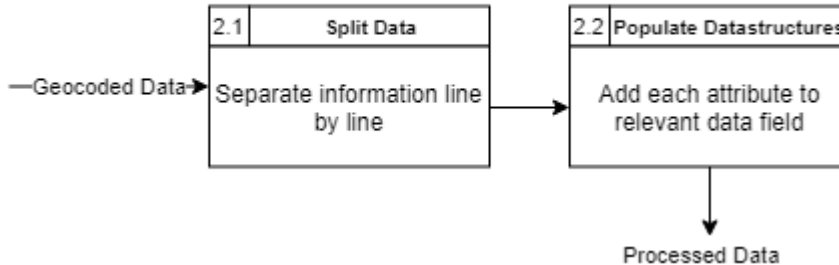 2.1 Split Data
2.2 Populate Datastructures
Geocoded Data
Separate information line
by line
Add each attribute to
relevant data field
Processed Data